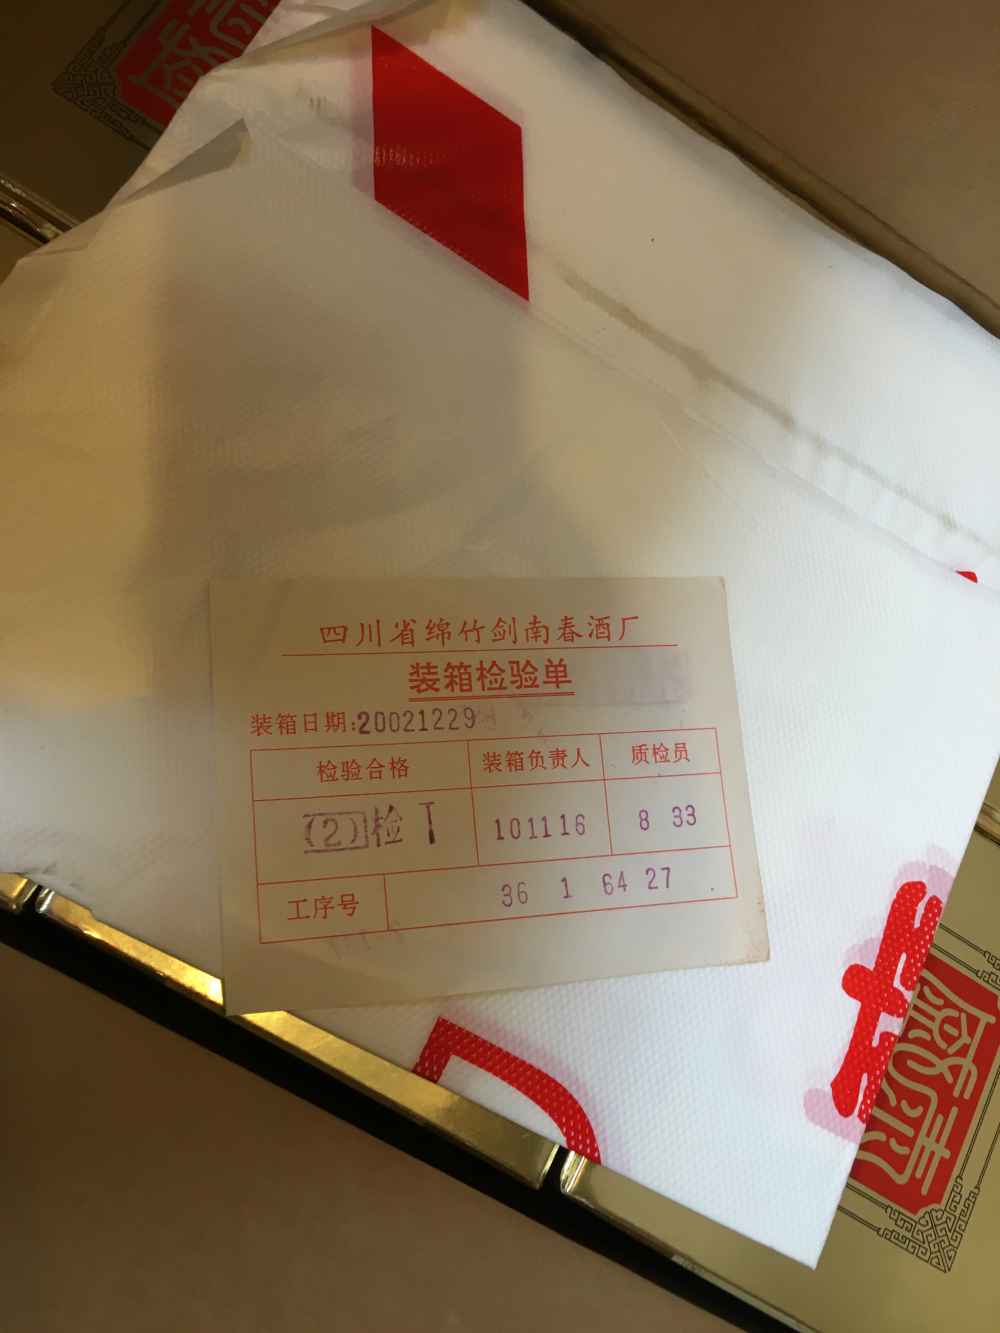 四川省绵竹剑南春酒厂
装箱检验单
装箱日期:20021229
检验合格 装箱负责人 质检员
(2)检 101116 8 33
工序号 36 1 64 27